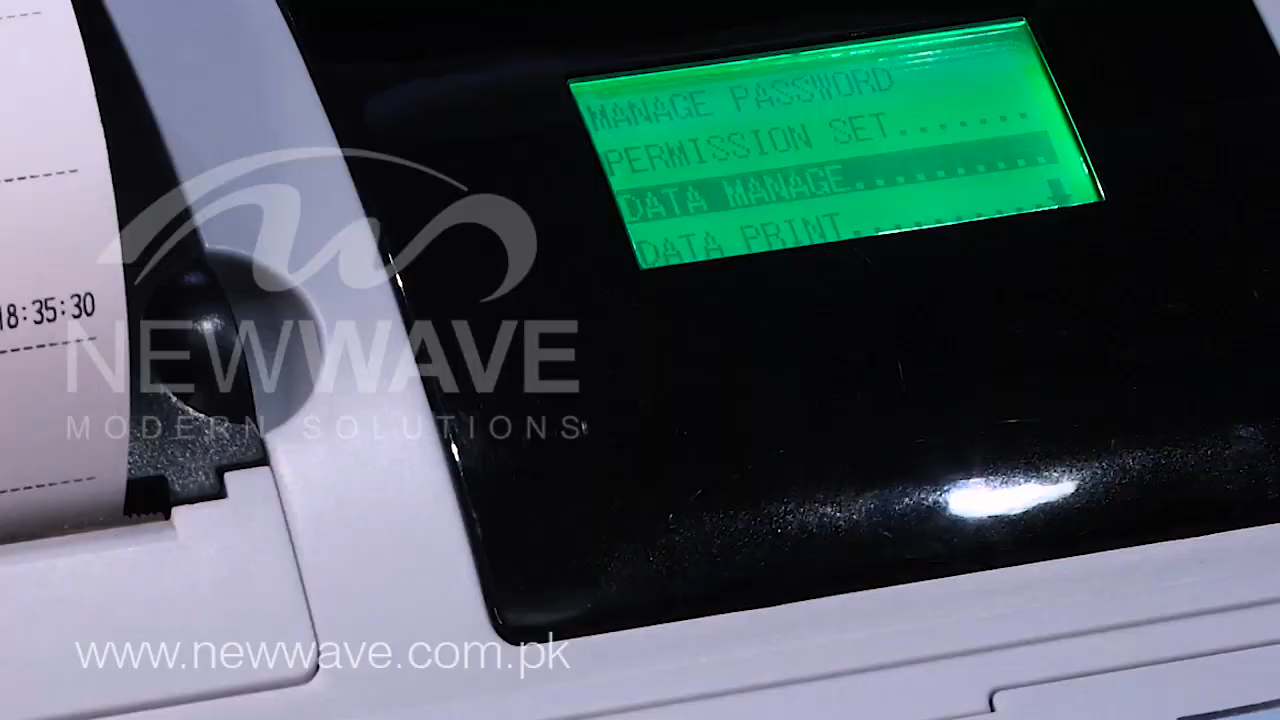 MANAGE PASSWORD
PERMISSION SET.......
DATA MANAGE..........
DATA PRINT..........
18:35:30
NEWWAVE
MODERN SOLUTIONS
www.newwave.com.pk